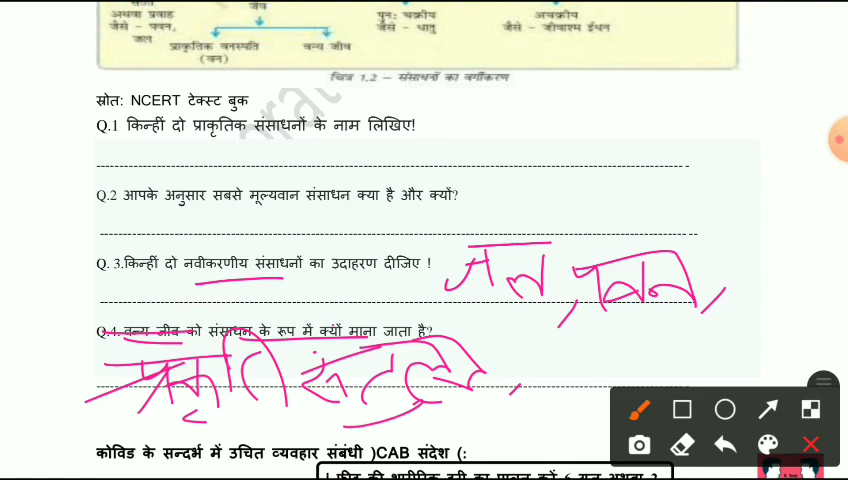 अथवा प्रवाह
जैव
जैसे - पवन,
जल
पुन: चक्रीय
जैसे - धातु
अचक्रीय
जैसे - जीवाश्म ईंधन
प्राकृतिक वनस्पति
(वन)
वन्य जीव
चित्र 1.2 – संसाधनों का वर्गीकरण
स्रोत: NCERT टेक्स्ट बुक
Q.1 किन्हीं दो प्राकृतिक संसाधनों के नाम लिखिए!
Q.2 आपके अनुसार सबसे मूल्यवान संसाधन क्या है और क्यों?
Q. 3.किन्हीं दो नवीकरणीय संसाधनों का उदाहरण दीजिए !
जल, पवन,
Q.4. वन्य जीव को संसाधन के रूप में क्यों माना जाता है?
प्रकृति संतुलन
कोविड के सन्दर्भ में उचित व्यवहार संबंधी )CAB संदेश (: